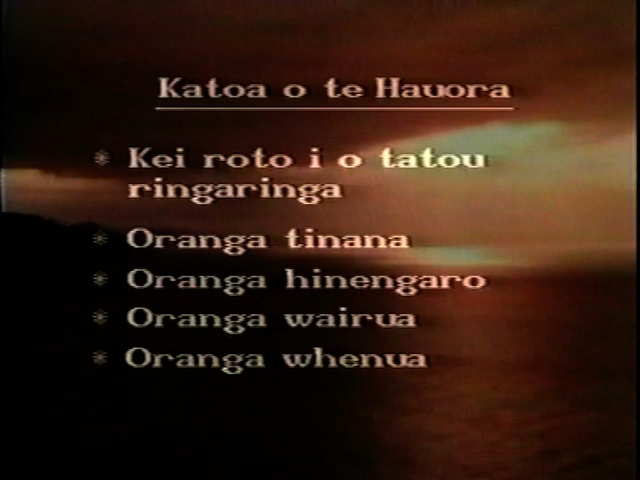 Katoa o te Hauora
* Kei roto i o tatou
ringaringa
* Oranga tinana
* Oranga hinengaro
* Oranga wairua
* Oranga whenua